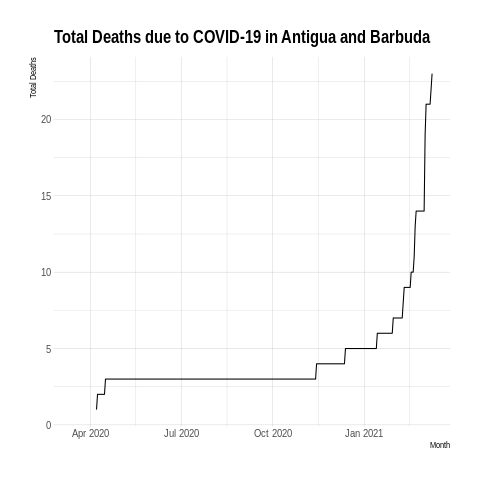 Total Deaths due to COVID-19 in Antigua and Barbuda
Total Deaths
20
15
10
5
0
Apr 2020 Jul 2020 Oct 2020 Jan 2021
Month